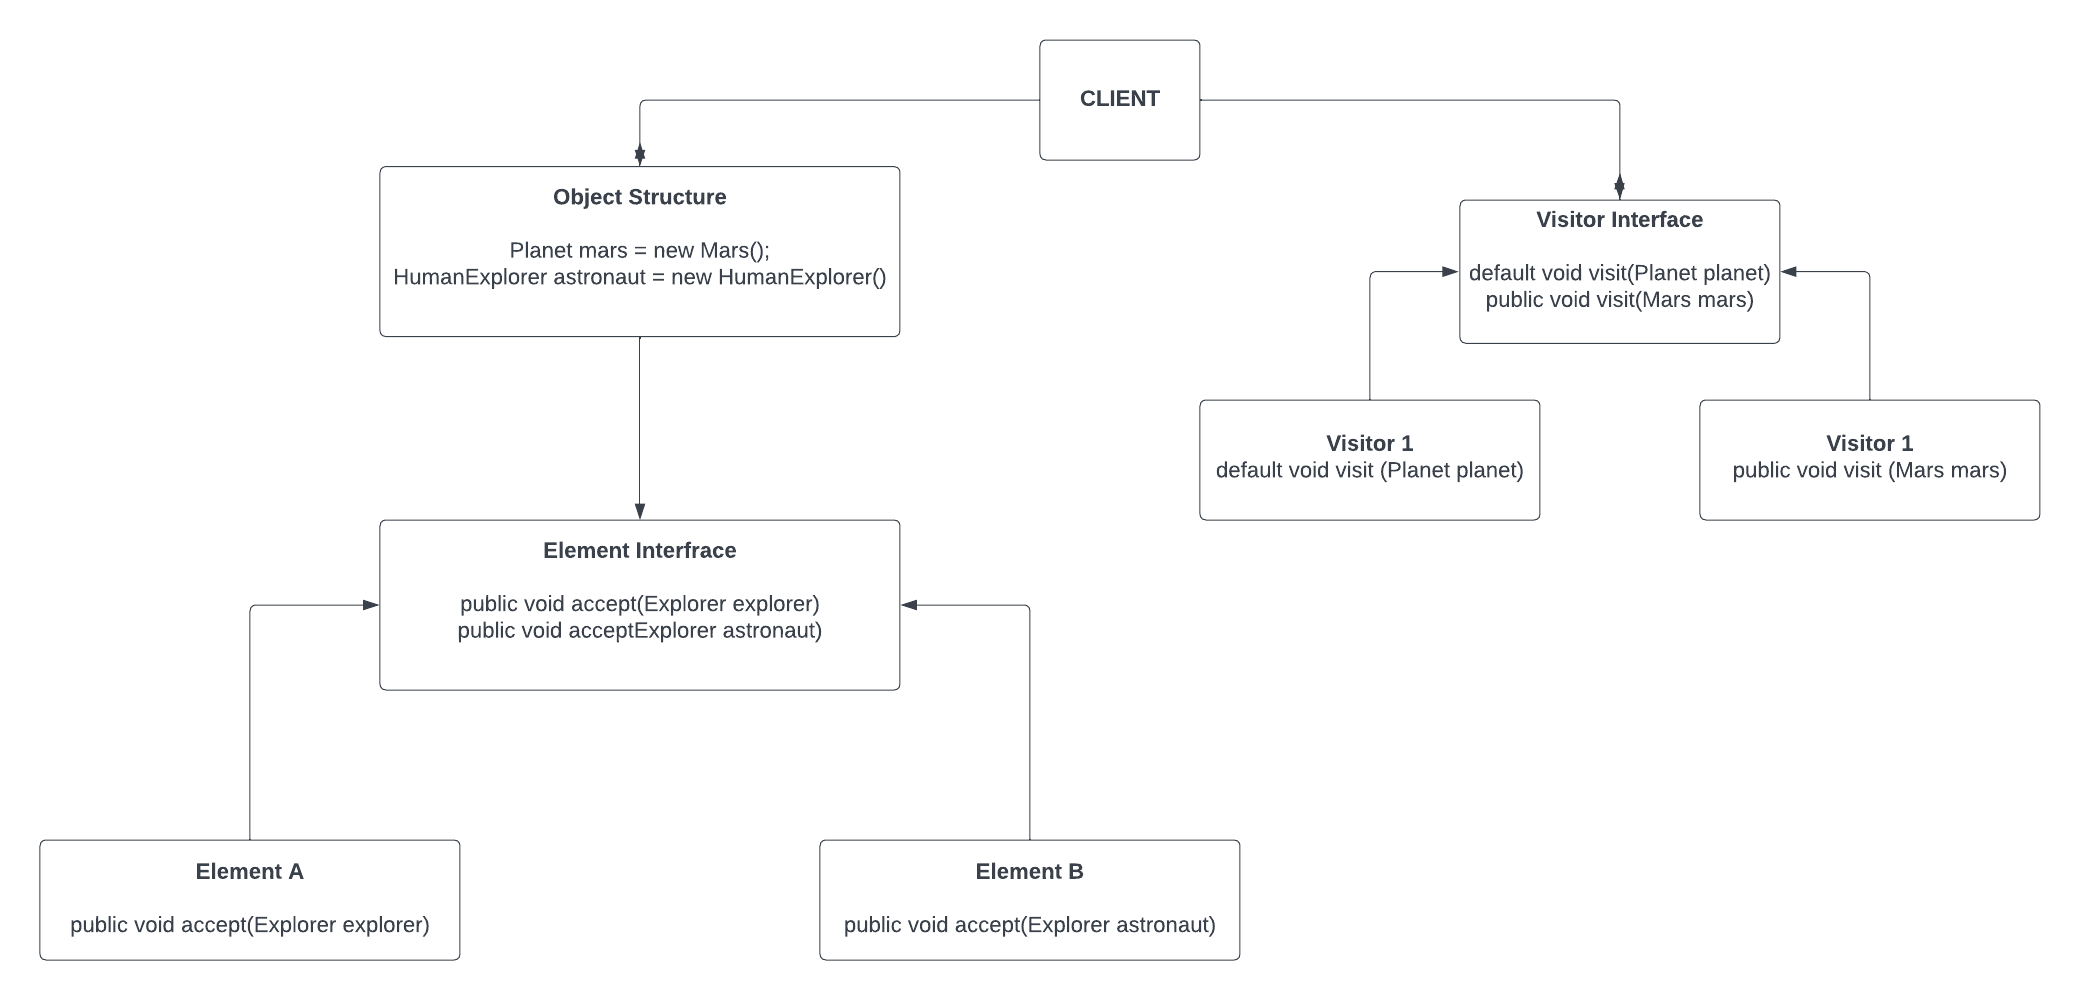 CLIENT
Object Structure
Planet mars = new Mars();
HumanExplorer astronaut = new HumanExplorer()
Visitor Interface
default void visit(Planet planet)
public void visit(Mars mars)
Visitor 1
default void visit (Planet planet)
Visitor 1
public void visit (Mars mars)
Element Interfrace
public void accept(Explorer explorer)
public void acceptExplorer astronaut)
Element A
public void accept(Explorer explorer)
Element B
public void accept(Explorer astronaut)